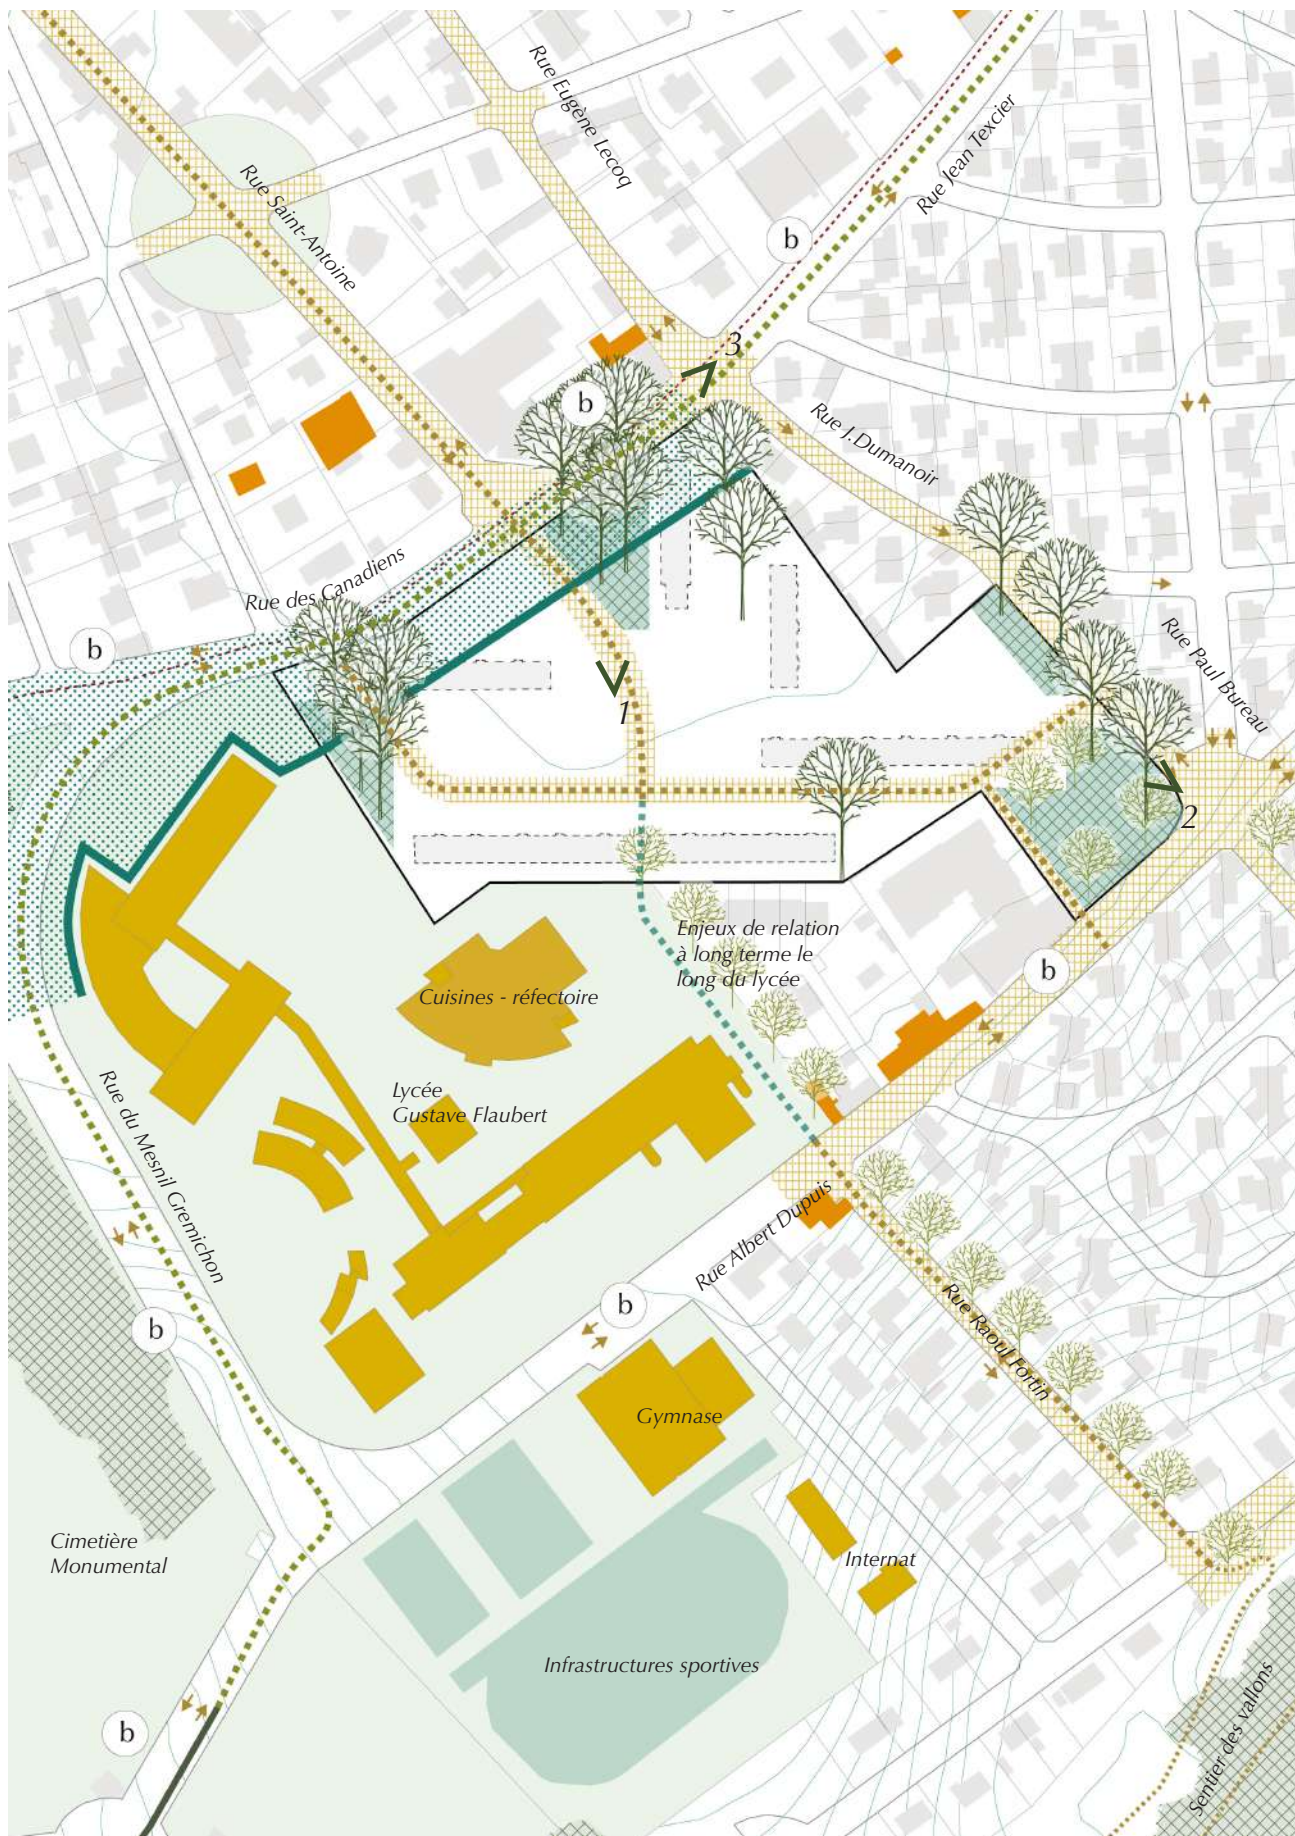 Rue Eugène Lecoq
Rue Jean Texcier
Rue Saint-Antoine
b
3
b
Rue J.Dumanoir
Rue des Canadiens
b
Rue Paul Bureau
1
2
Enjeux de relation
à long terme le
long du lycée
b
Cuisines - réfectoire
Lycée
Gustave Flaubert
Rue du Mesnil Gremichon
Rue Albert Dupuis
b
b
Rue Raoul Fortin
Gymnase
Cimetière
Monumental
Internat
Infrastructures sportives
Sentier des vallons
b